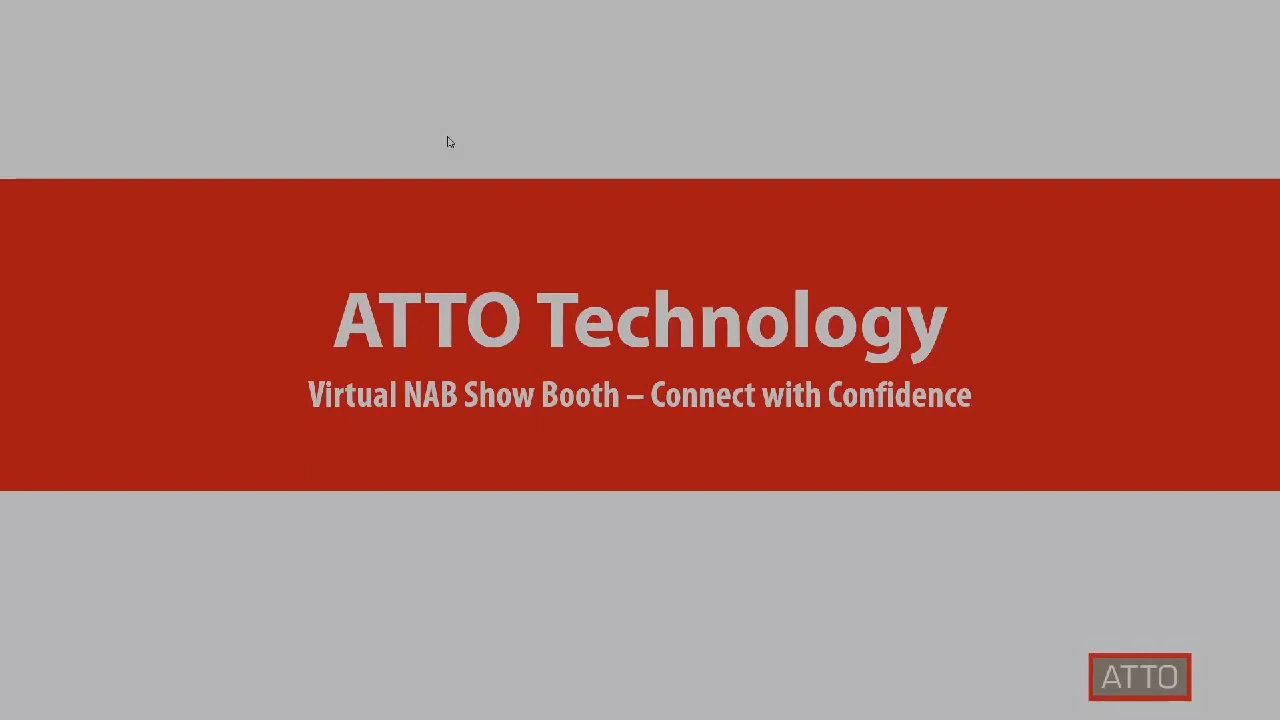 ATTO Technology
Virtual NAB Show Booth – Connect with Confidence
ATTO